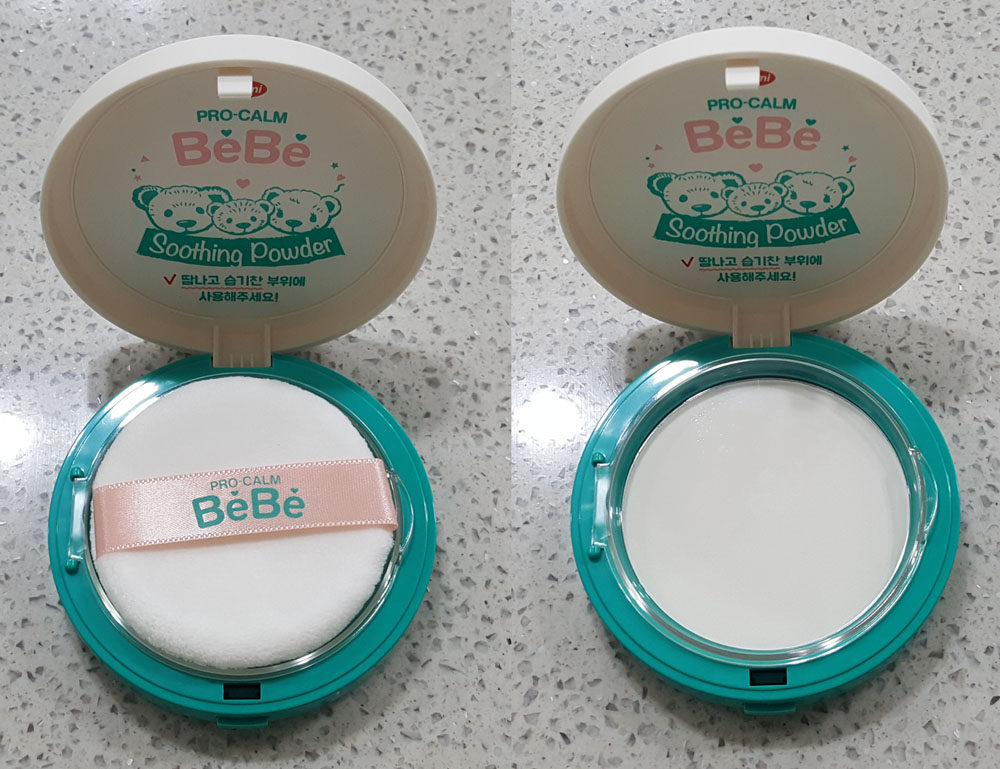 PRO-CALM
BeBe
Soothing Powder
땀나고 습기찬 부위에
사용해주세요!
PRO-CALM
BeBe
PRO-CALM
BeBe
Soothing Powder
땀나고 습기찬 부위에
사용해주세요!